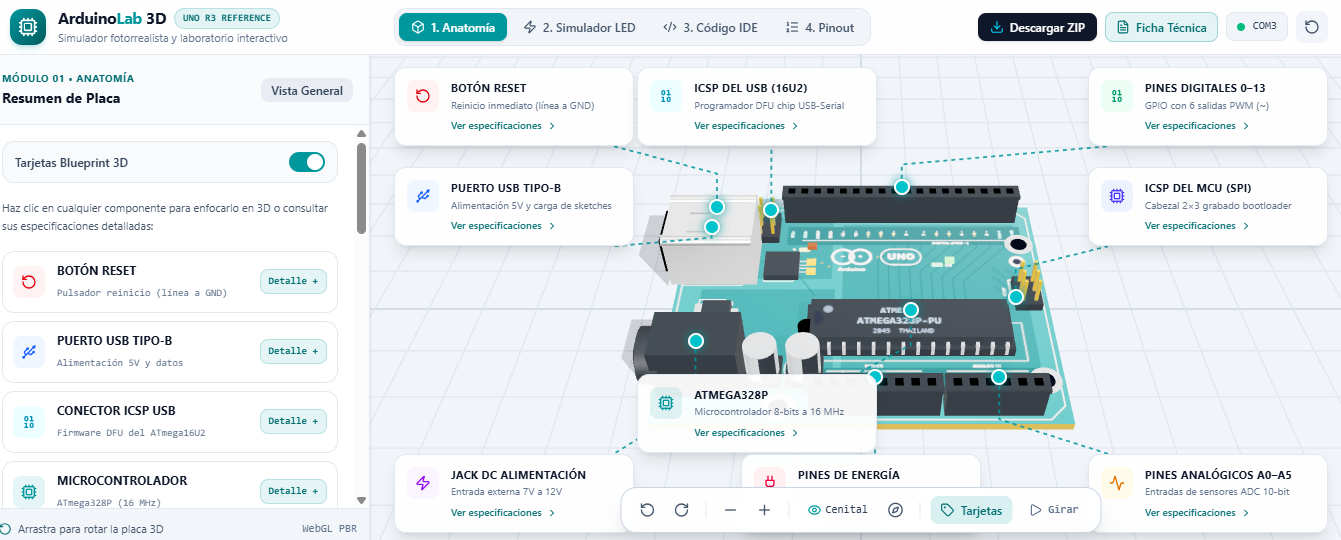 ArduinoLab 3D
UNO R3 REFERENCE
Simulador fotorrealista y laboratorio interactivo
1. Anatomía
2. Simulador LED
3. Código IDE
4. Pinout
Descargar ZIP
Ficha Técnica
COM3
MÓDULO 01 • ANATOMÍA
Resumen de Placa
Vista General
Tarjetas Blueprint 3D
Haz clic en cualquier componente para enfocarlo en 3D o consultar
sus especificaciones detalladas:
BOTÓN RESET
Pulsador reinicio (línea a GND)
Detalle +
PUERTO USB TIPO-B
Alimentación 5V y datos
Detalle +
01
10
CONECTOR ICSP USB
Firmware DFU del ATmega16U2
Detalle +
MICROCONTROLADOR
ATmega328P (16 MHz)
Detalle +
Arrastra para rotar la placa 3D
WebGL PBR
BOTÓN RESET
Reinicio inmediato (línea a GND)
Ver especificaciones
01
10
ICSP DEL USB (16U2)
Programador DFU chip USB-Serial
Ver especificaciones
01
10
PINES DIGITALES 0–13
GPIO con 6 salidas PWM (~)
Ver especificaciones
PUERTO USB TIPO-B
Alimentación 5V y carga de sketches
Ver especificaciones
ICSP DEL MCU (SPI)
Cabezal 2×3 grabado bootloader
Ver especificaciones
UNO
Arduino
ATMEGA328P-PU
2045 THAILAND
ATMEGA328P
Microcontrolador 8-bits a 16 MHz
Ver especificaciones
JACK DC ALIMENTACIÓN
Entrada externa 7V a 12V
Ver especificaciones
PINES DE ENERGÍA
PINES ANALÓGICOS A0–A5
Entradas de sensores ADC 10-bit
Ver especificaciones
Cenital
Tarjetas
Girar